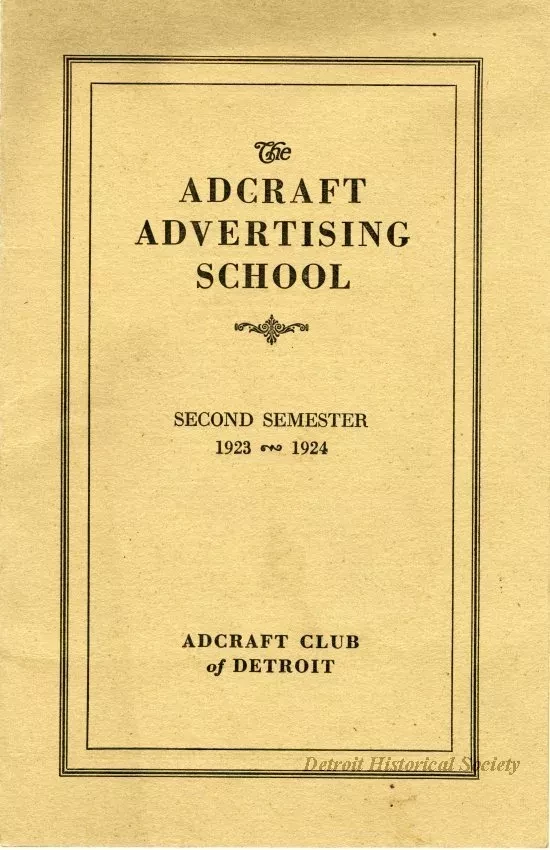 The
ADCRAFT
ADVERTISING
SCHOOL
SECOND SEMESTER
1923 ~ 1924
ADCRAFT CLUB
of DETROIT
Detroit Historical Society